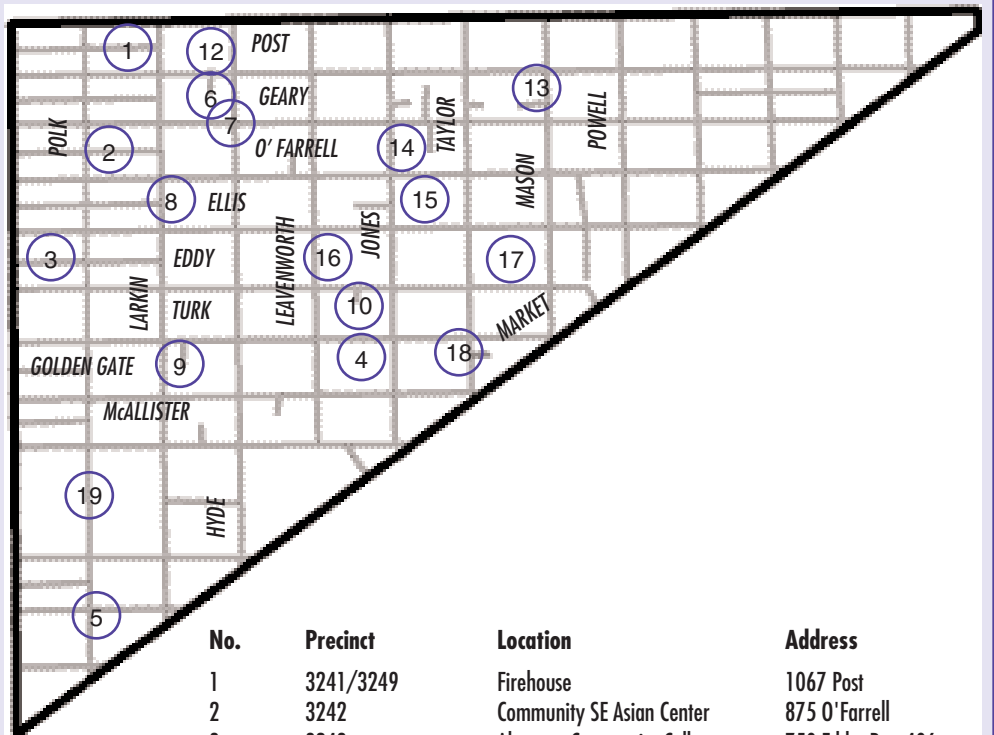 1
12
POST
6
GEARY
13
7
POLK
2
O' FARRELL
14
TAYLOR
POWELL
8
ELLIS
15
MASON
3
EDDY
LEAVENWORTH
16
JONES
17
LARKIN
TURK
10
MARKET
GOLDEN GATE
9
4
18
McALLISTER
19
HYDE
5
No. Precinct Location Address
1 3241/3249 Firehouse 1067 Post
2 3242 Community SE Asian Center 875 O'Farrell